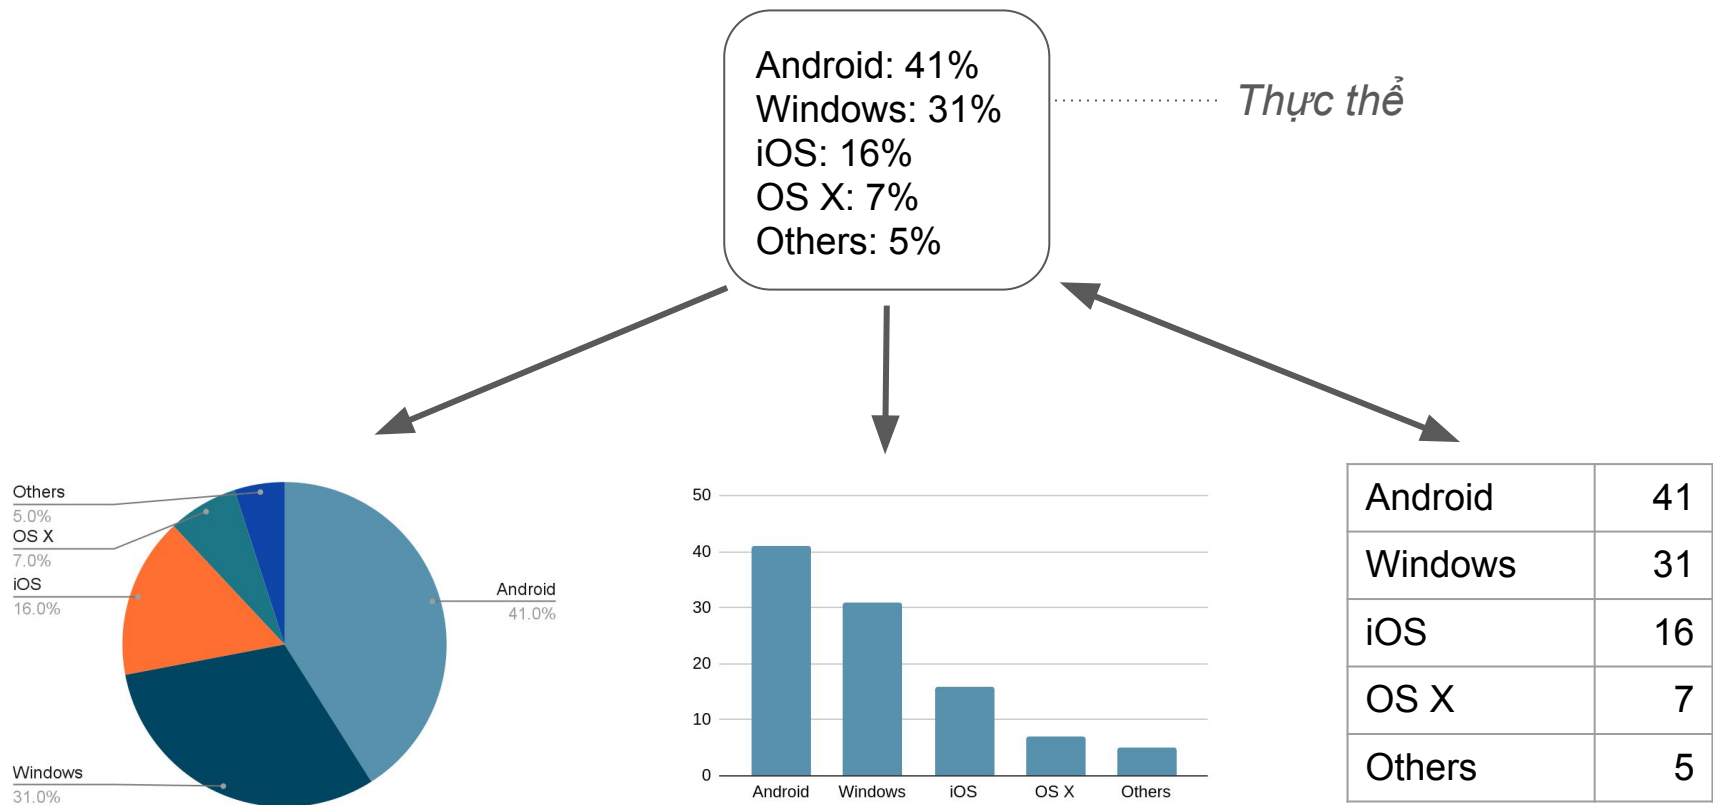 Android: 41%
Windows: 31%
iOS: 16%
OS X: 7%
Others: 5%
Thực thể
Others
5.0%
OS X
7.0%
iOS
16.0%
Windows
31.0%
Android
41.0%
50
40
30
20
10
0
Android Windows iOS OS X Others
Android 41
Windows 31
iOS 16
OS X 7
Others 5